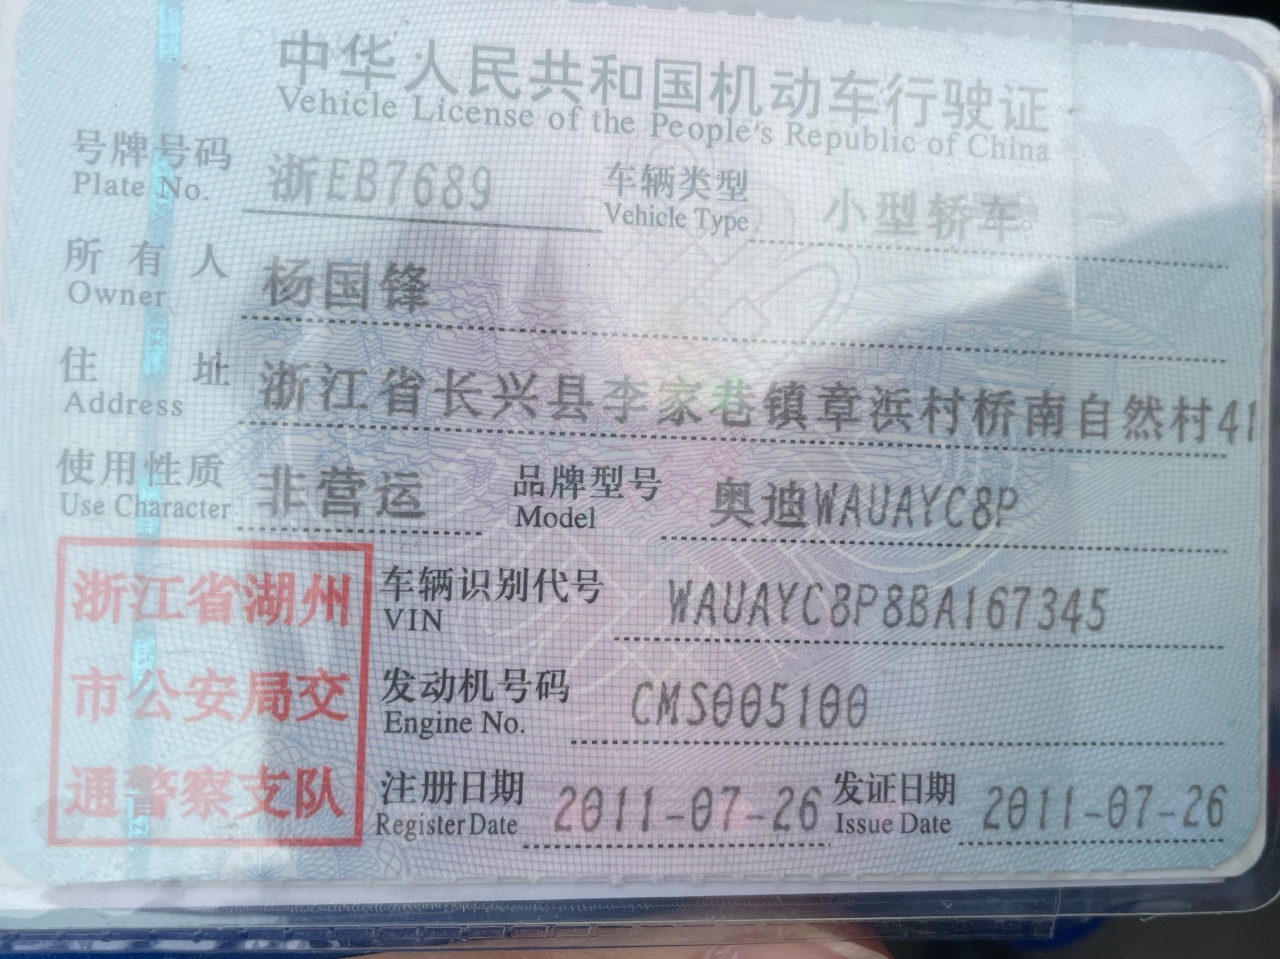 中华人民共和国机动车行驶证
Vehicle License of the People's Republic of China
号牌号码 浙EB7689 车辆类型 小型轿车
Plate No. Vehicle Type
所有人 杨国锋
Owner
住址 浙江省长兴县李家巷镇章浜村桥南自然村41
Address
使用性质 非营运 品牌型号 奥迪WAUAYC8P
Use Character Model
浙江省湖州
市公安局交
通警察支队
车辆识别代号 WAUAYC8P8BA167345
VIN
发动机号码 CMS005100
Engine No.
注册日期 2011-07-26 发证日期 2011-07-26
Register Date Issue Date